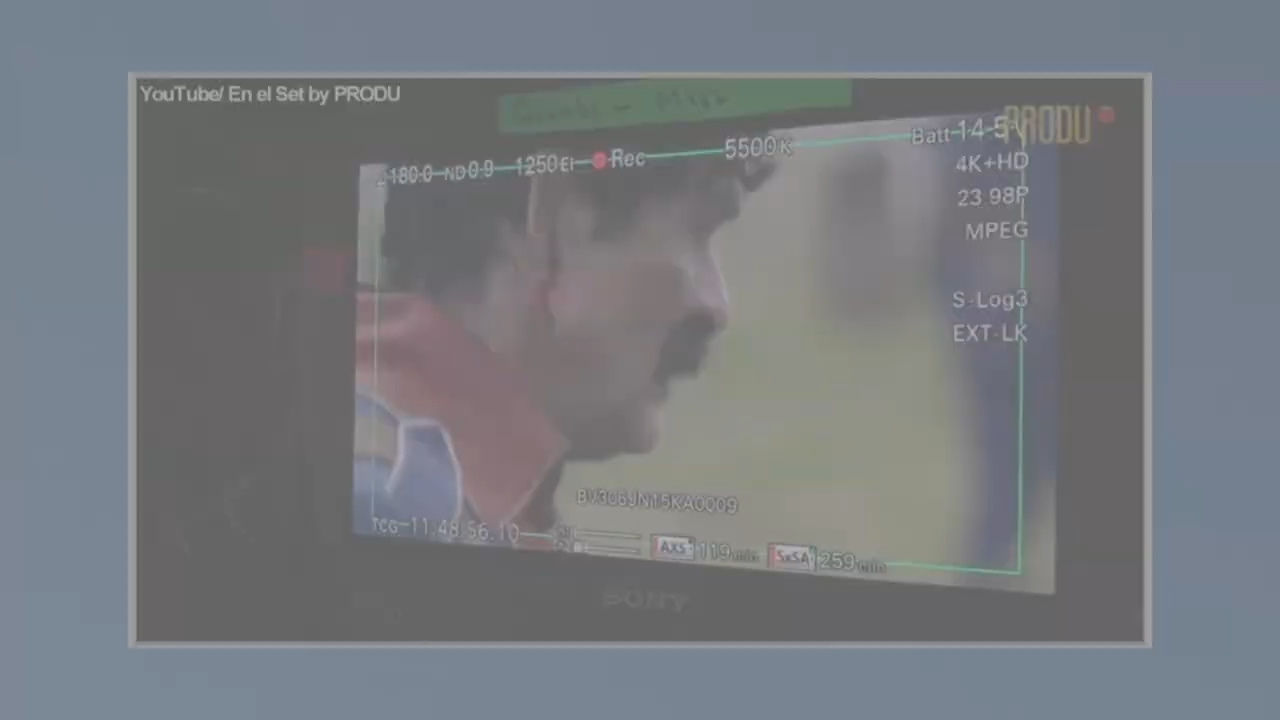 YouTube/ En el Set by PRODU
PRODU
180.0 ND0.9 1250EI Rec 5500K Batt 14.5V
4K+HD
23.98P
MPEG
S-Log3
EXT-LK
TCG 11.48.56.10
AXS 119min SxSA 259min
SONY